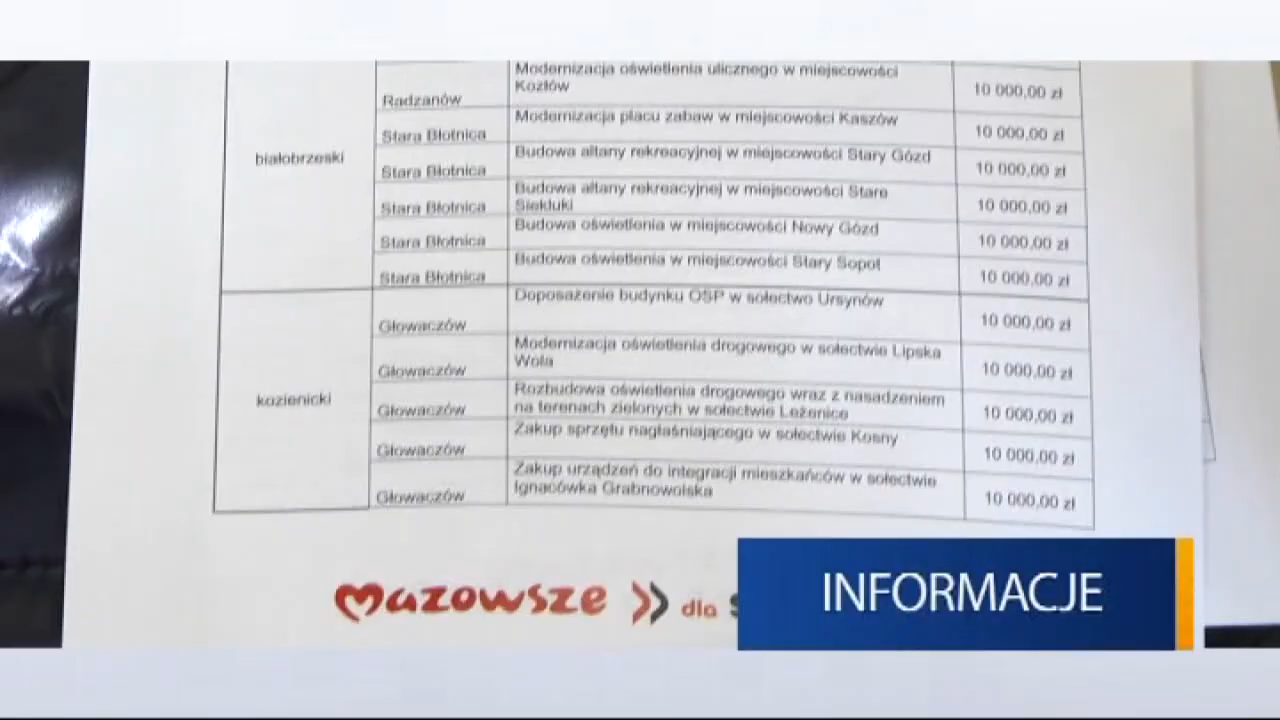 Modernizacja oświetlenia ulicznego w miejscowości
Kozłów
Radzanów
10 000,00 zł
Modernizacja placu zabaw w miejscowości Kaszów
Stara Błotnica
10 000,00 zł
białobrzeski
Budowa altany rekreacyjnej w miejscowości Stary Gózd
Stara Błotnica
10 000,00 zł
Budowa altany rekreacyjnej w miejscowości Stare
Siekluki
Stara Błotnica
10 000,00 zł
Budowa oświetlenia w miejscowości Nowy Gózd
Stara Błotnica
10 000,00 zł
Budowa oświetlenia w miejscowości Stary Sopot
Stara Błotnica
10 000,00 zł
Doposażenie budynku OSP w sołectwo Ursynów
Głowaczów
10 000,00 zł
Modernizacja oświetlenia drogowego w sołectwie Lipska
Wola
Głowaczów
10 000,00 zł
kozienicki
Rozbudowa oświetlenia drogowego wraz z nasadzeniem
na terenach zielonych w sołectwie Leżenice
Głowaczów
10 000,00 zł
Zakup sprzętu nagłaśniającego w sołectwie Kosny
Głowaczów
10 000,00 zł
Zakup urządzeń do integracji mieszkańców w sołectwie
Ignacówka Grabnowolska
Głowaczów
10 000,00 zł
Mazowsze dla
INFORMACJE